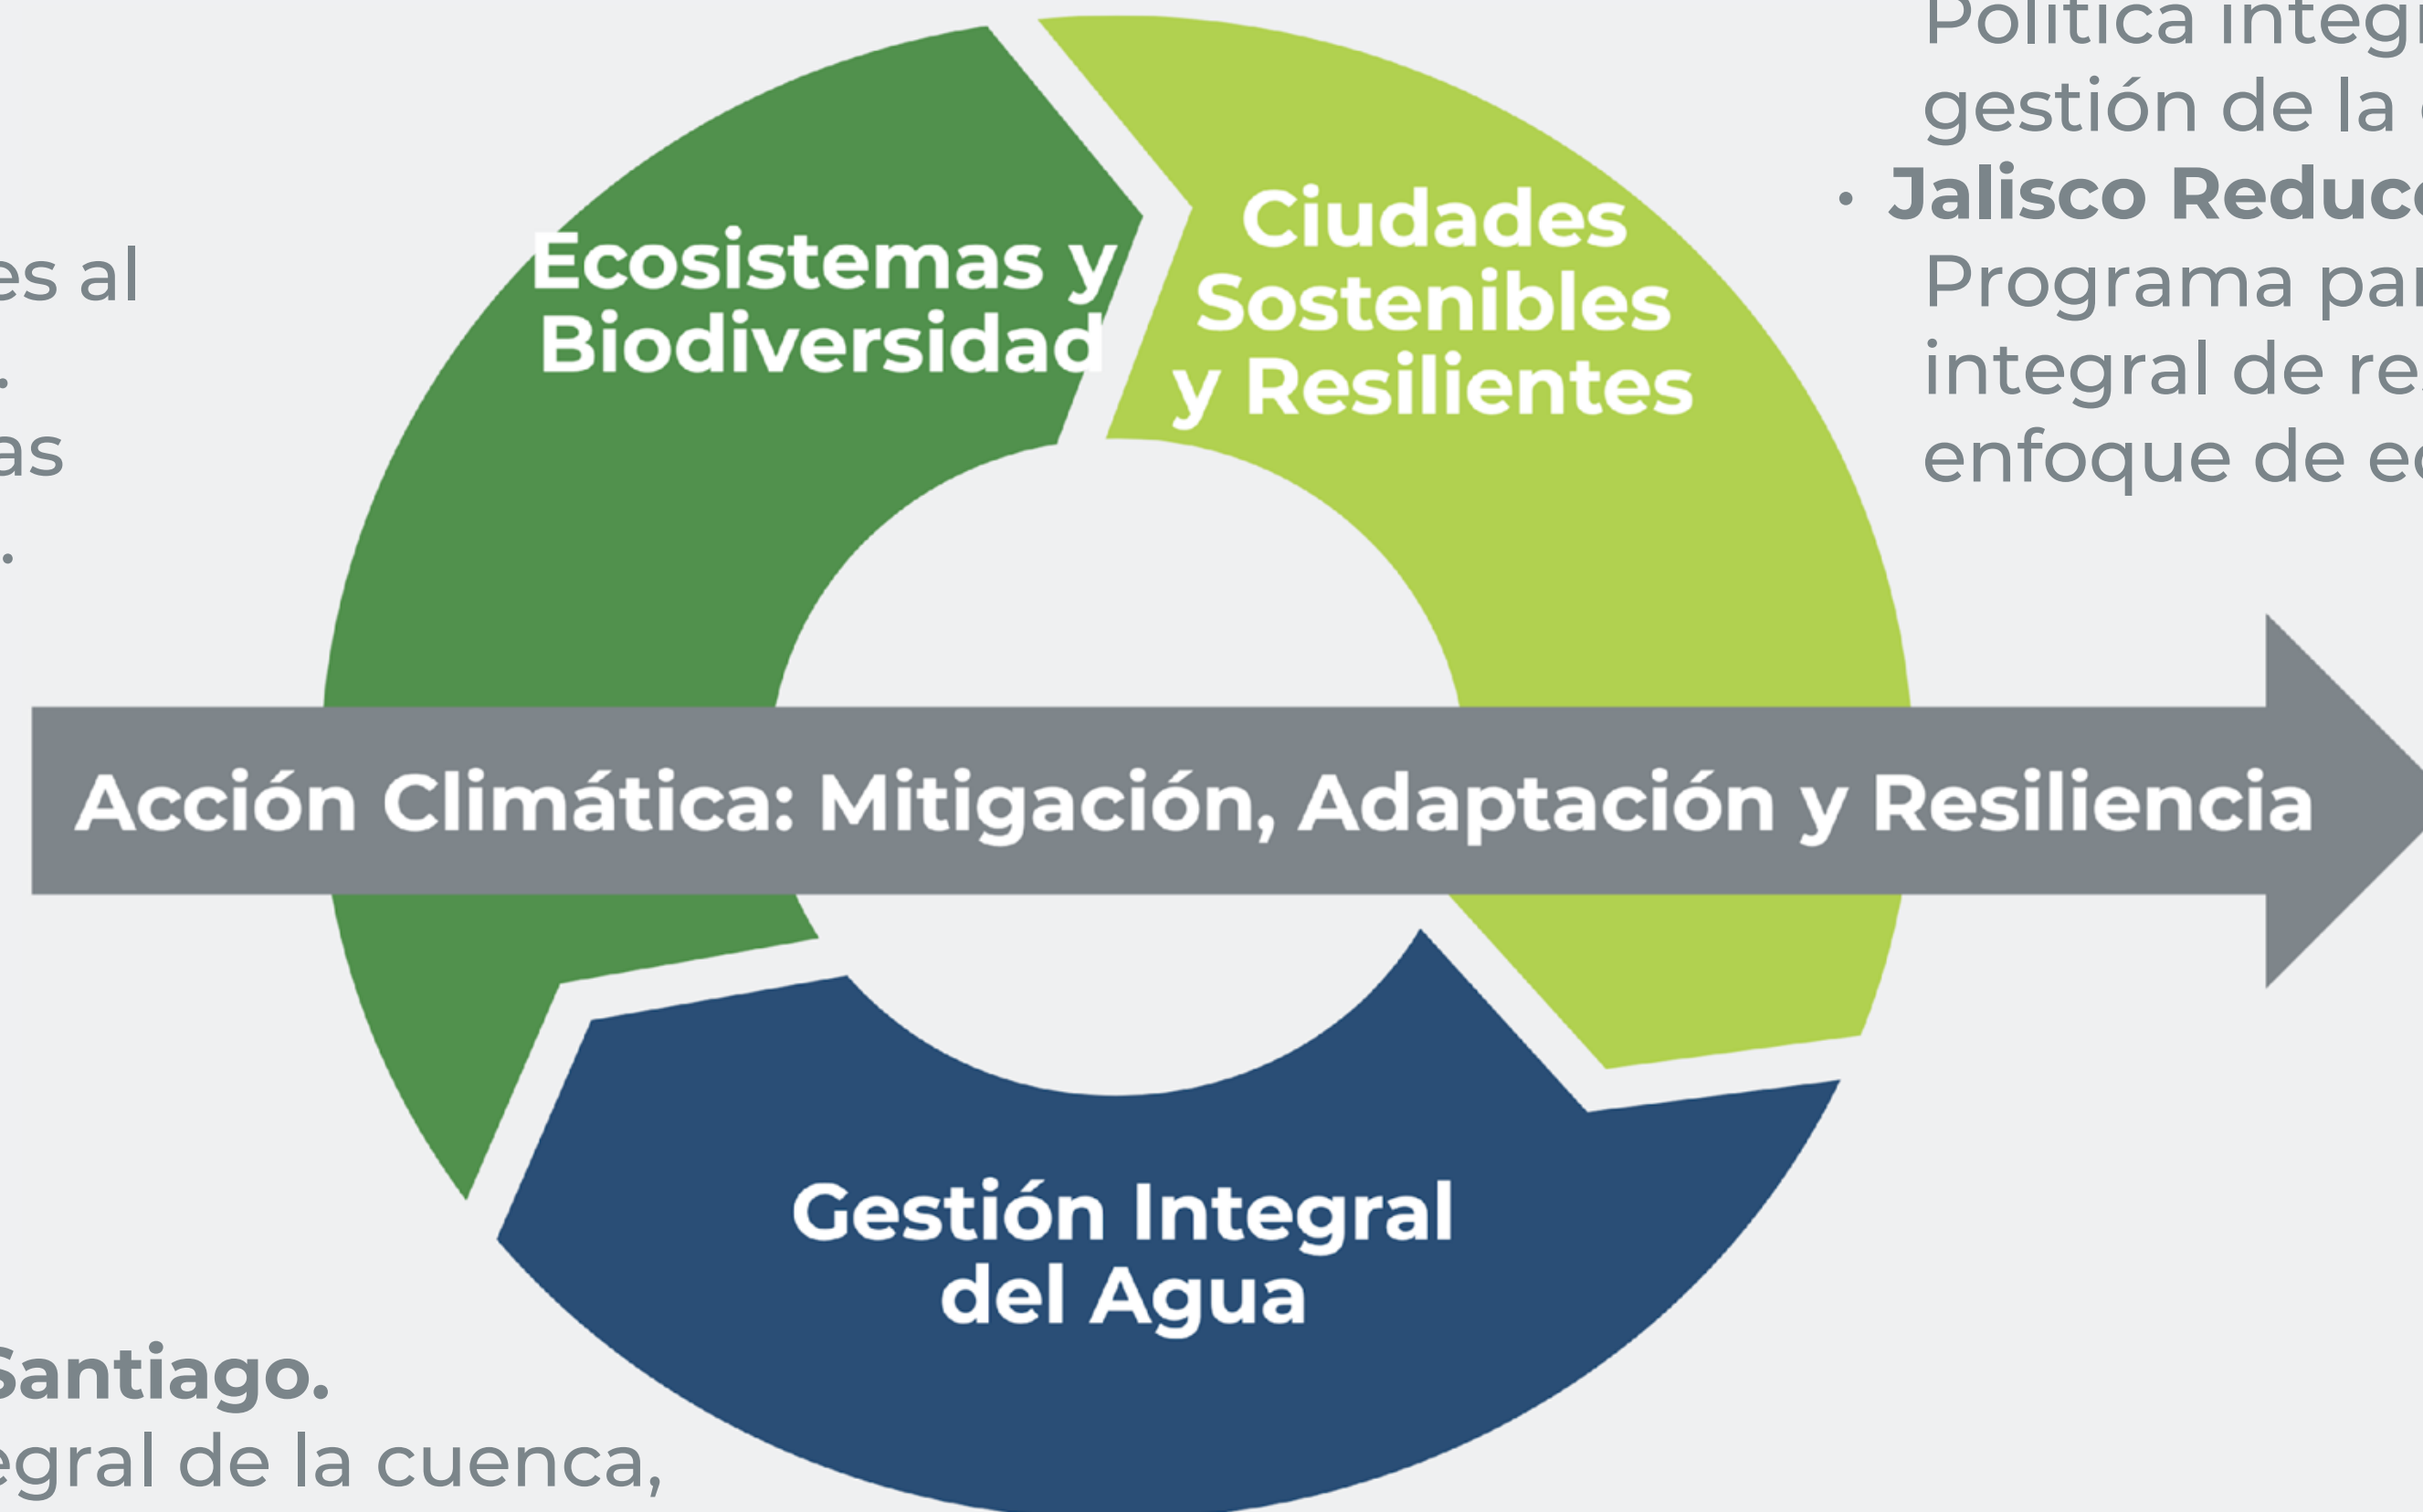 es al
as
Ecosistemas y
Biodiversidad
Ciudades
Sostenibles
y Resilientes
Política integ
gestión de la
· Jalisco Reduc
Programa par
integral de re
enfoque de e
Acción Climática: Mitigación, Adaptación y Resiliencia
Gestión Integral
del Agua
Santiago.
egral de la cuenca,